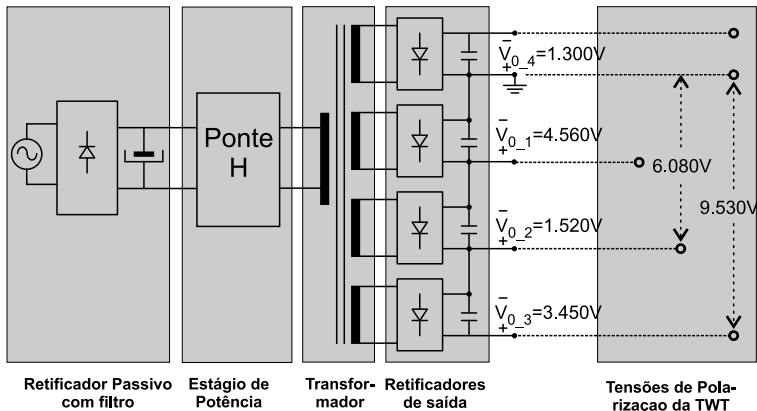 Ponte
H
V0_4=1.300V
V0_1=4.560V
V0_2=1.520V
V0_3=3.450V
6.080V
9.530V
Retificador Passivo
com filtro
Estágio de
Potência
Transfor-
mador
Retificadores
de saída
Tensões de Pola-
rizacao da TWT